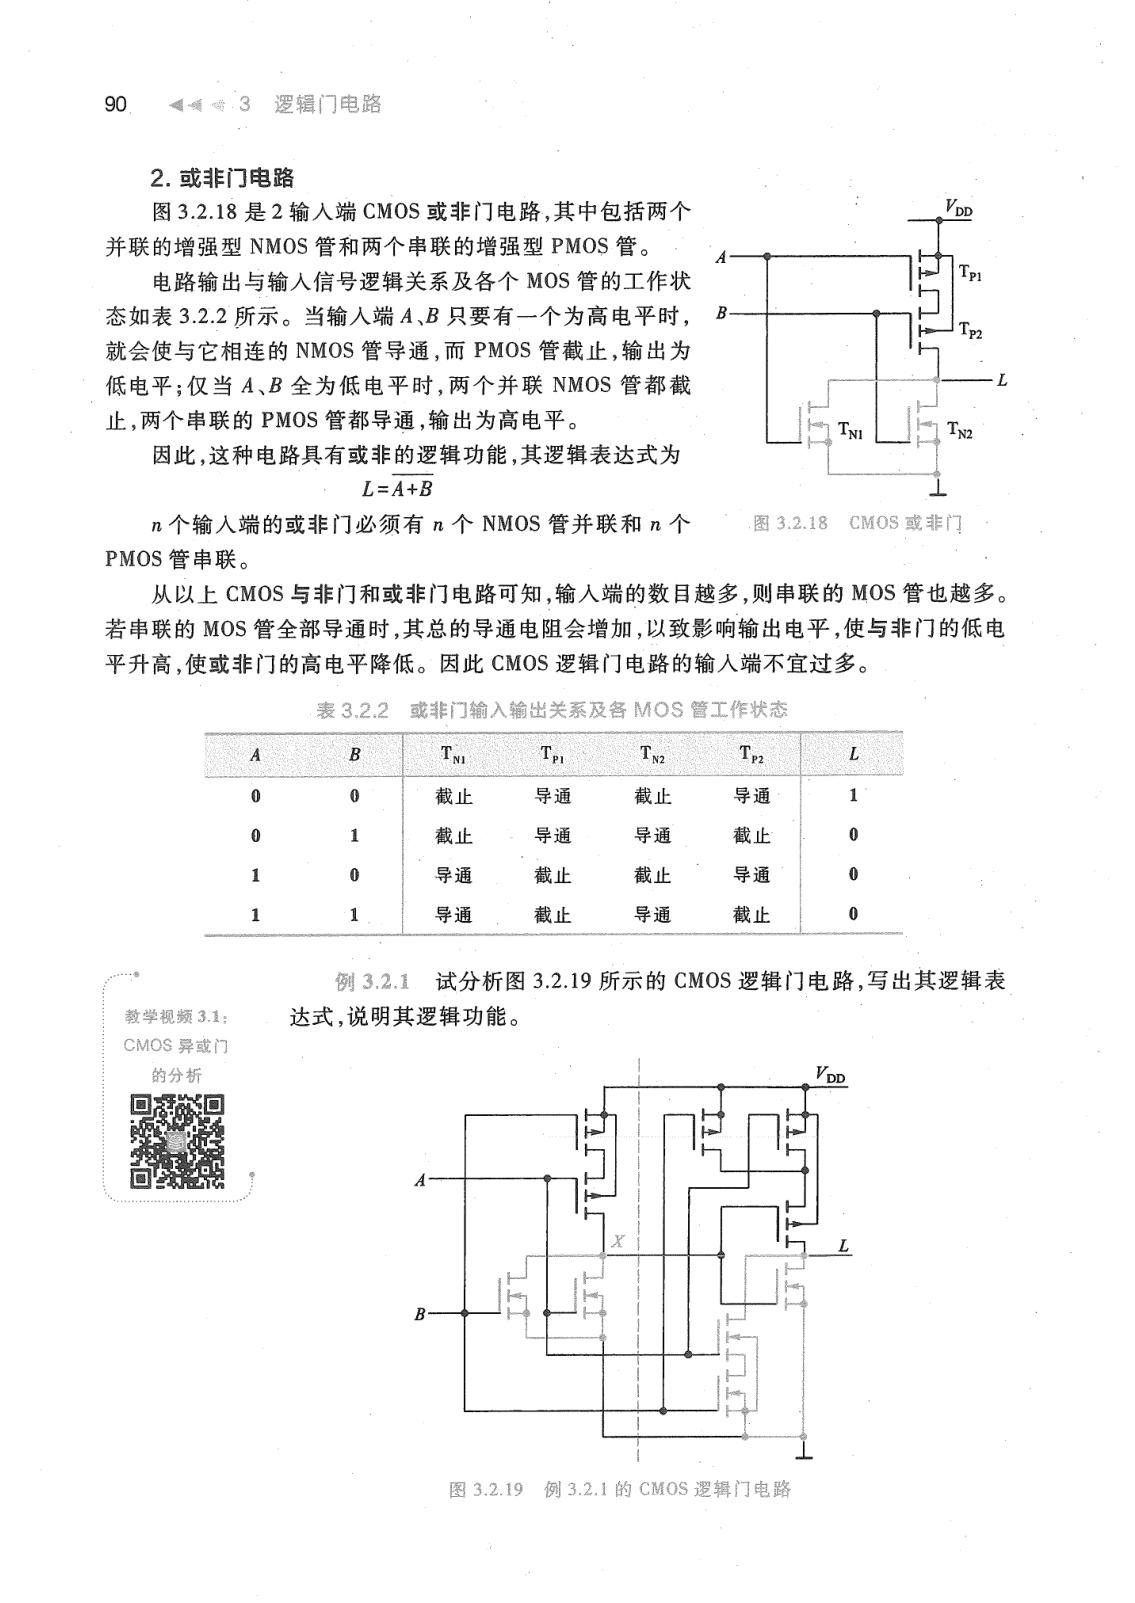 90 3 逻辑门电路
2. 或非门电路
图 3.2.18 是 2 输入端 CMOS 或非门电路,其中包括两个
并联的增强型 NMOS 管和两个串联的增强型 PMOS 管。
电路输出与输入信号逻辑关系及各个 MOS 管的工作状
态如表 3.2.2 所示。当输入端 A、B 只要有一个为高电平时,
就会使与它相连的 NMOS 管导通,而 PMOS 管截止,输出为
低电平;仅当 A、B 全为低电平时,两个并联 NMOS 管都截
止,两个串联的 PMOS 管都导通,输出为高电平。
因此,这种电路具有或非的逻辑功能,其逻辑表达式为
L=\overline{A+B}
n 个输入端的或非门必须有 n 个 NMOS 管并联和 n 个
PMOS 管串联。
V_DD
A
T_P1
B
T_P2
L
T_N1
T_N2
图 3.2.18 CMOS 或非门
从以上 CMOS 与非门和或非门电路可知,输入端的数目越多,则串联的 MOS 管也越多。
若串联的 MOS 管全部导通时,其总的导通电阻会增加,以致影响输出电平,使与非门的低电
平升高,使或非门的高电平降低。因此 CMOS 逻辑门电路的输入端不宜过多。
表 3.2.2 或非门输入输出关系及各 MOS 管工作状态
A B T_N1 T_P1 T_N2 T_P2 L
0 0 截止 导通 截止 导通 1
0 1 截止 导通 导通 截止 0
1 0 导通 截止 截止 导通 0
1 1 导通 截止 导通 截止 0
例 3.2.1 试分析图 3.2.19 所示的 CMOS 逻辑门电路,写出其逻辑表
达式,说明其逻辑功能。
教学视频 3.1:
CMOS 异或门
的分析
V_DD
A
X
L
B
图 3.2.19 例 3.2.1 的 CMOS 逻辑门电路